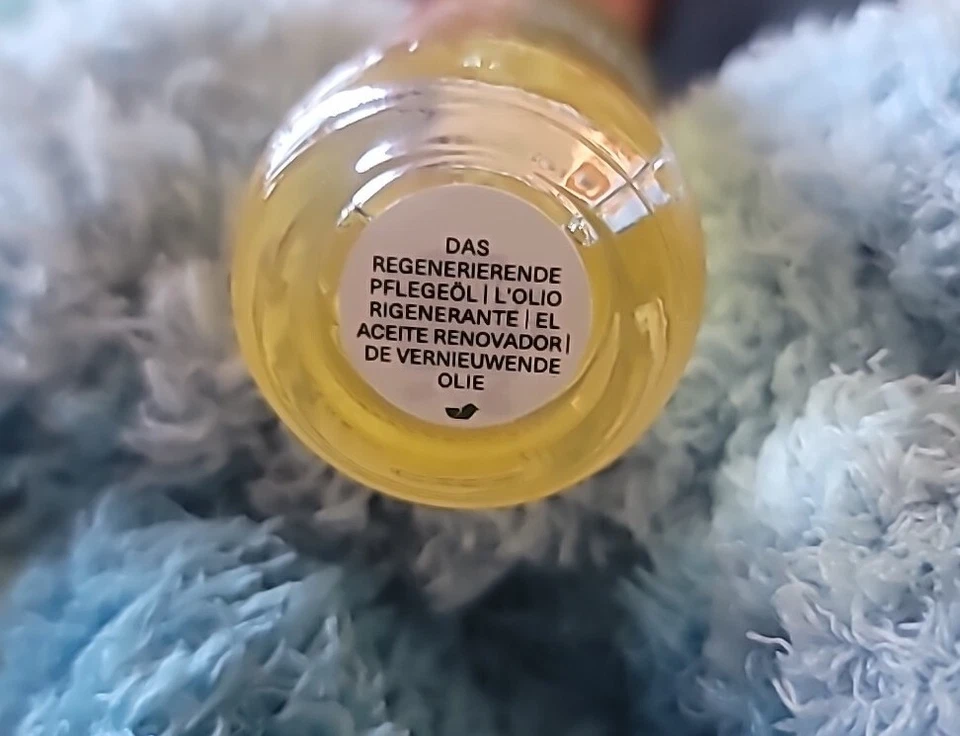 DAS
REGENERIERENDE
PFLEGEÖL | L'OLIO
RIGENERANTE | EL
ACEITE RENOVADOR |
DE VERNIEUWENDE
OLIE